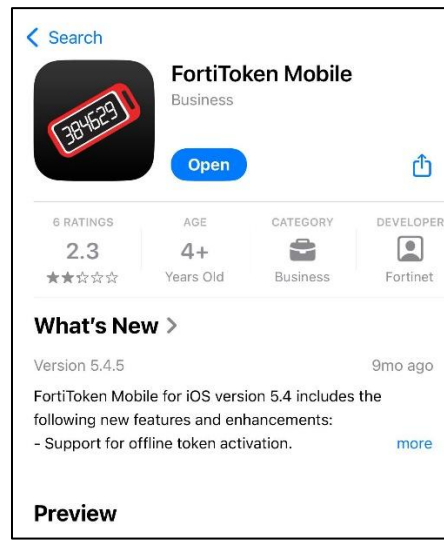 Search
FortiToken Mobile
Business
384629
Open
6 RATINGS
AGE
CATEGORY
DEVELOPER
2.3
4+
Years Old
Business
Fortinet
What's New >
Version 5.4.5
9mo ago
FortiToken Mobile for iOS version 5.4 includes the
following new features and enhancements:
- Support for offline token activation.
more
Preview